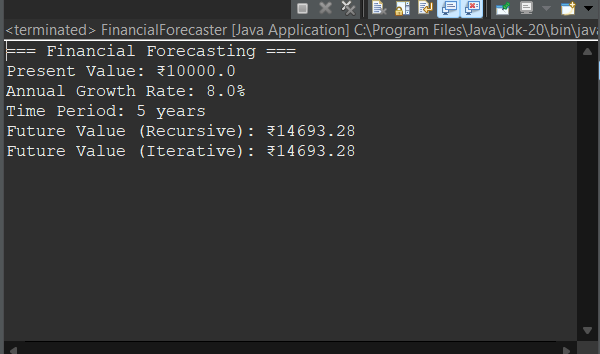 <terminated> FinancialForecaster [Java Application] C:\Program Files\Java\jdk-20\bin\java
=== Financial Forecasting ===
Present Value: ₹10000.0
Annual Growth Rate: 8.0%
Time Period: 5 years
Future Value (Recursive): ₹14693.28
Future Value (Iterative): ₹14693.28